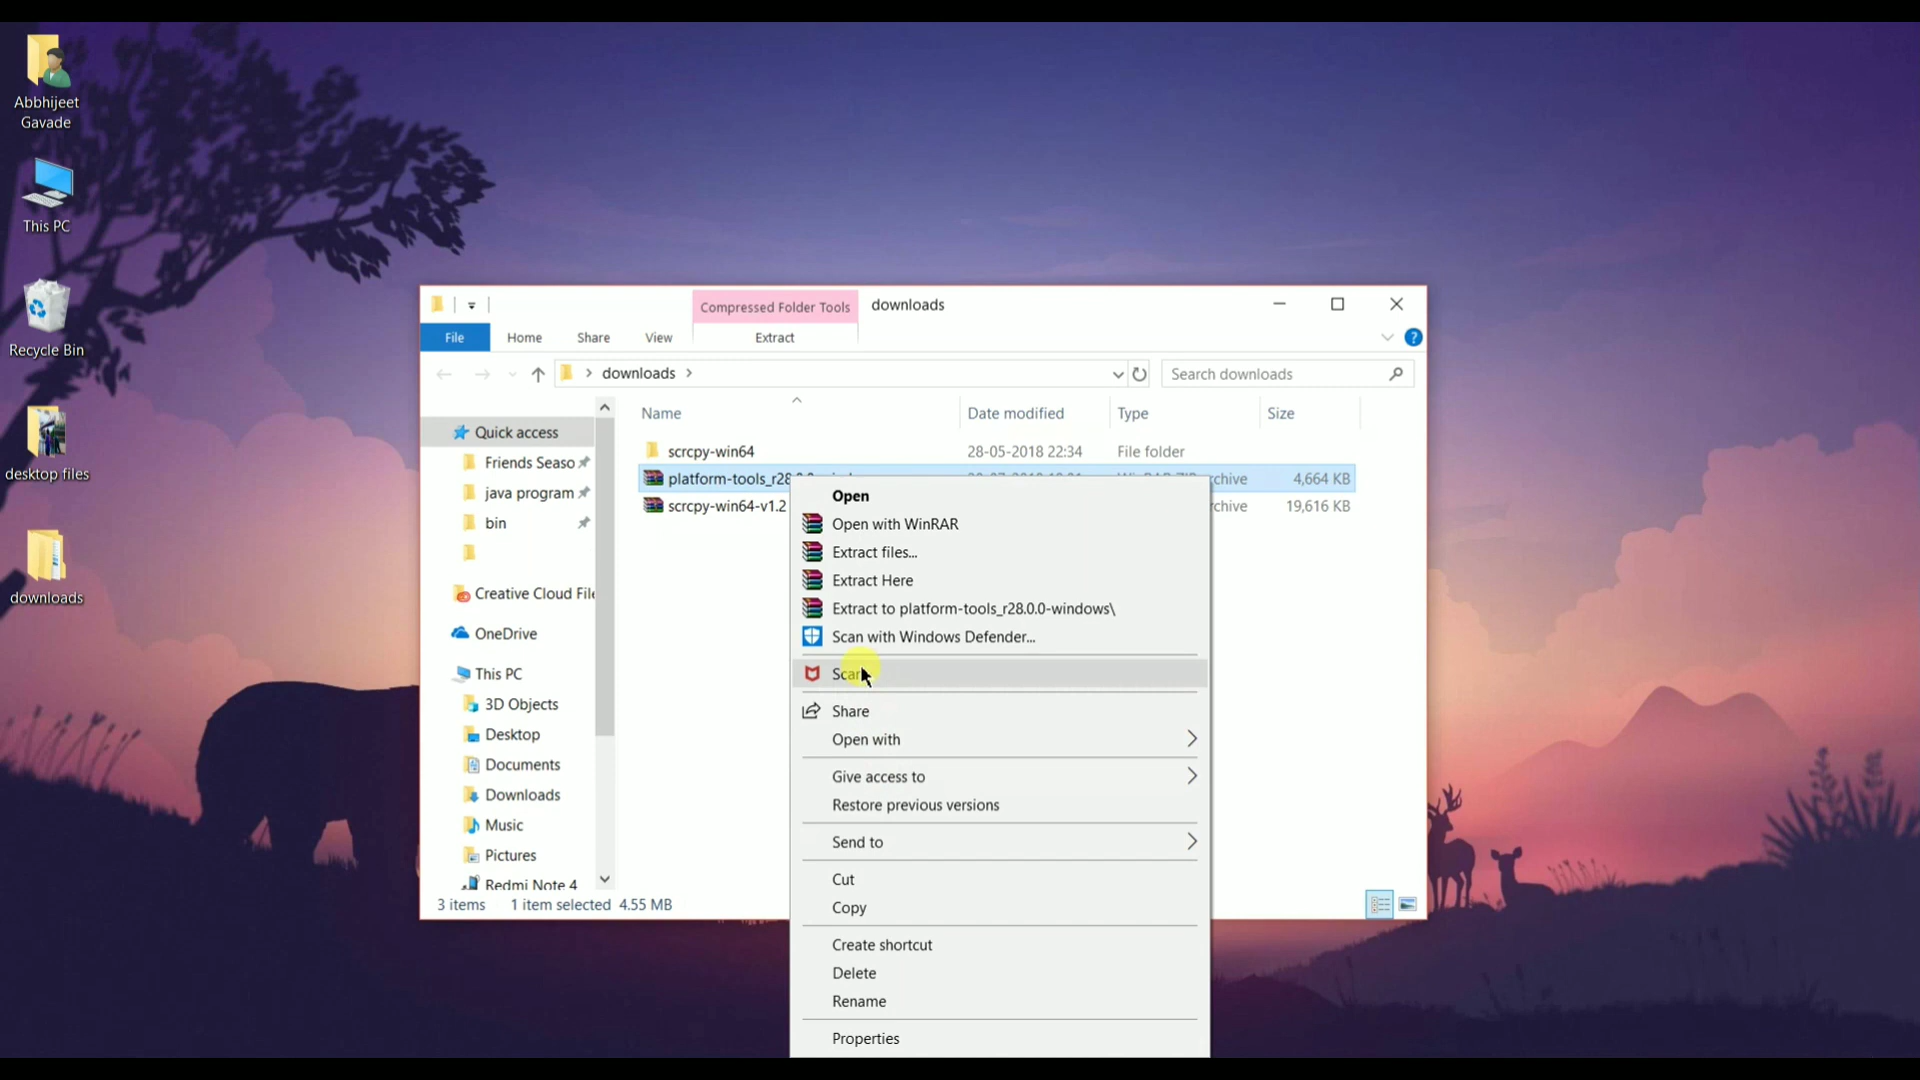 Abbhijeet
Gavade
This PC
Recycle Bin
desktop files
downloads
Compressed Folder Tools
downloads
File
Home
Share
View
Extract
downloads
Search downloads
Name
Date modified
Type
Size
scrcpy-win64
28-05-2018 22:34
File folder
platform-tools_r28
4,664 KB
scrcpy-win64-v1.2
19,616 KB
Quick access
Friends Seaso
java program
bin
Creative Cloud File
OneDrive
This PC
3D Objects
Desktop
Documents
Downloads
Music
Pictures
Redmi Note 4
3 items
1 item selected 4.55 MB
Open
Open with WinRAR
Extract files...
Extract Here
Extract to platform-tools_r28.0.0-windows\
Scan with Windows Defender...
Scan
Share
Open with
Give access to
Restore previous versions
Send to
Cut
Copy
Create shortcut
Delete
Rename
Properties